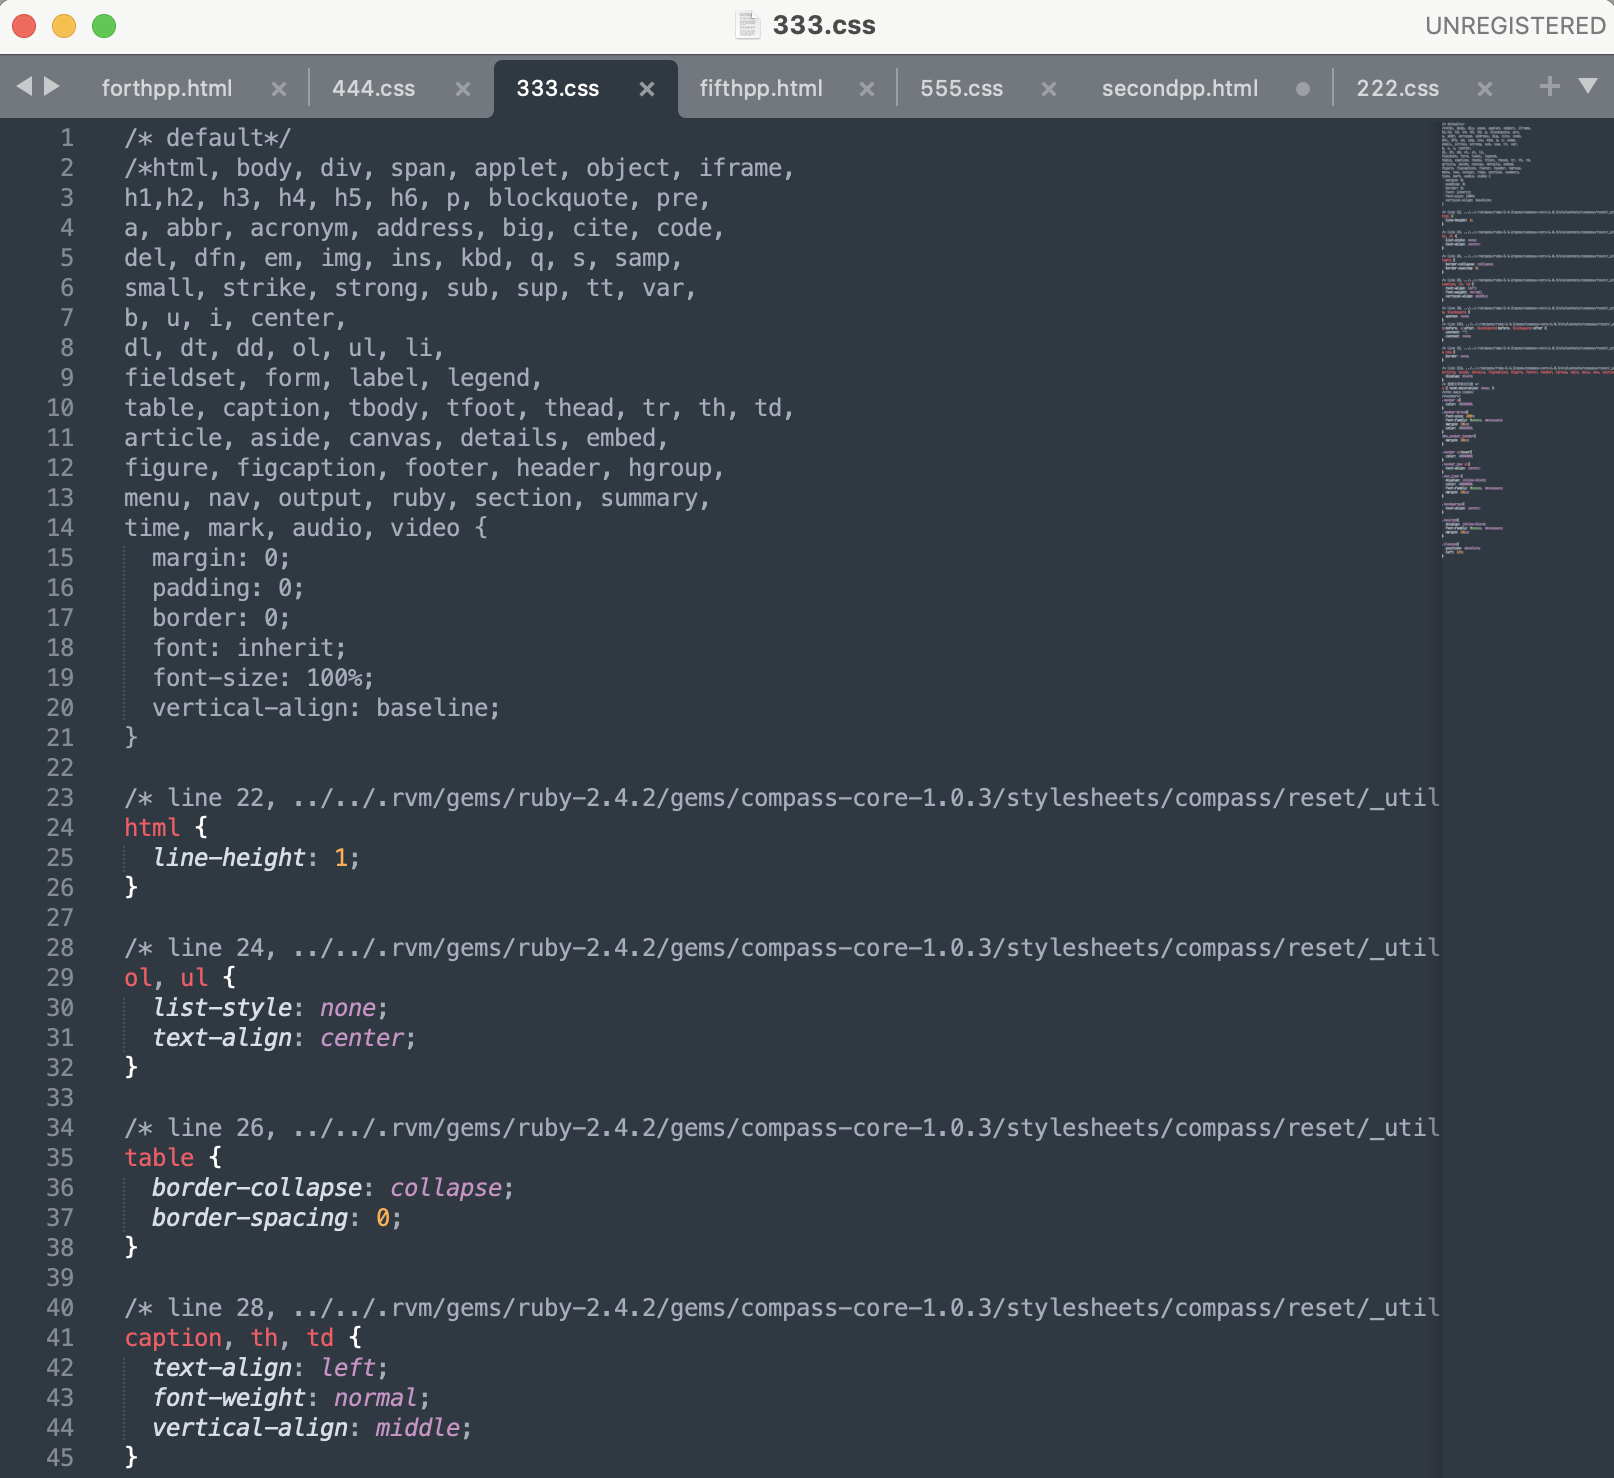 333.css
UNREGISTERED
forthpp.html
444.css
333.css
fifthpp.html
555.css
secondpp.html
222.css
1 /* default*/
2 /*html, body, div, span, applet, object, iframe,
3 h1,h2, h3, h4, h5, h6, p, blockquote, pre,
4 a, abbr, acronym, address, big, cite, code,
5 del, dfn, em, img, ins, kbd, q, s, samp,
6 small, strike, strong, sub, sup, tt, var,
7 b, u, i, center,
8 dl, dt, dd, ol, ul, li,
9 fieldset, form, label, legend,
10 table, caption, tbody, tfoot, thead, tr, th, td,
11 article, aside, canvas, details, embed,
12 figure, figcaption, footer, header, hgroup,
13 menu, nav, output, ruby, section, summary,
14 time, mark, audio, video {
15 margin: 0;
16 padding: 0;
17 border: 0;
18 font: inherit;
19 font-size: 100%;
20 vertical-align: baseline;
21 }
22
23 /* line 22, ../../.rvm/gems/ruby-2.4.2/gems/compass-core-1.0.3/stylesheets/compass/reset/_util
24 html {
25 line-height: 1;
26 }
27
28 /* line 24, ../../.rvm/gems/ruby-2.4.2/gems/compass-core-1.0.3/stylesheets/compass/reset/_util
29 ol, ul {
30 list-style: none;
31 text-align: center;
32 }
33
34 /* line 26, ../../.rvm/gems/ruby-2.4.2/gems/compass-core-1.0.3/stylesheets/compass/reset/_util
35 table {
36 border-collapse: collapse;
37 border-spacing: 0;
38 }
39
40 /* line 28, ../../.rvm/gems/ruby-2.4.2/gems/compass-core-1.0.3/stylesheets/compass/reset/_util
41 caption, th, td {
42 text-align: left;
43 font-weight: normal;
44 vertical-align: middle;
45 }